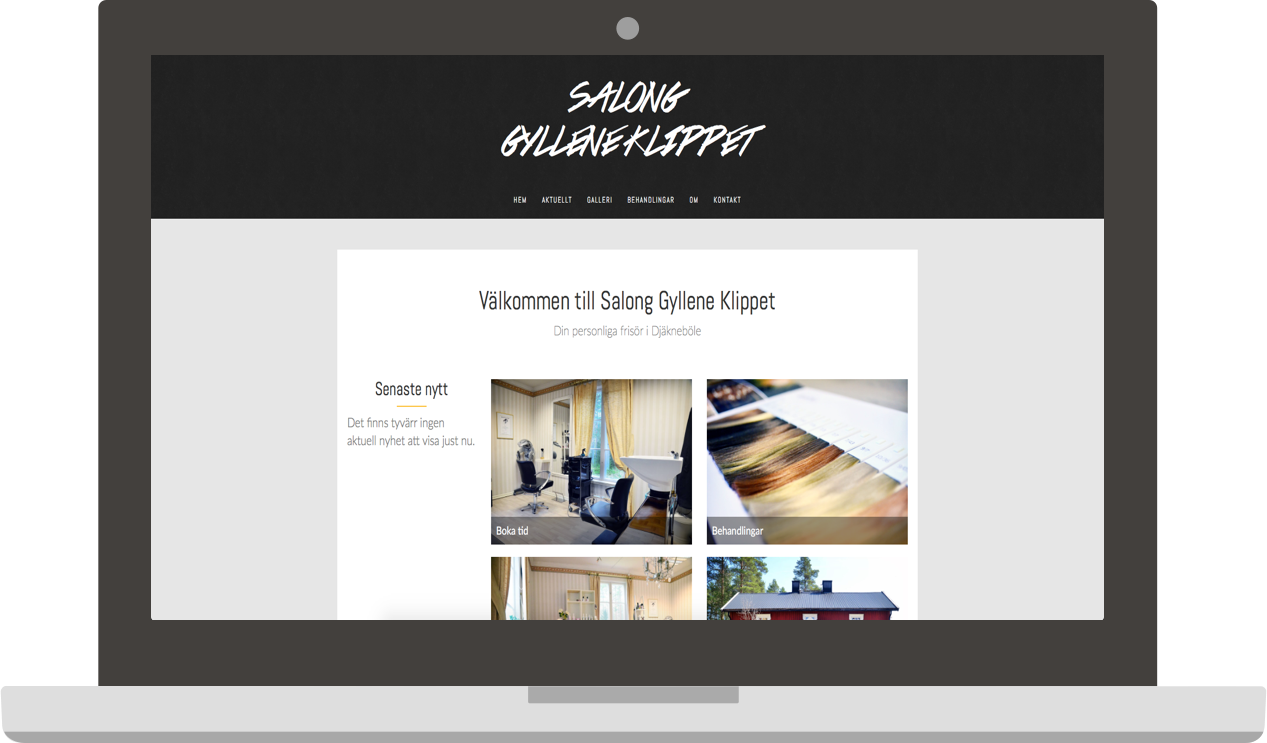 SALONG
GYLLENE KLIPPET
HEM AKTUELLT GALLERI BEHANDLINGAR OM KONTAKT
Välkommen till Salong Gyllene Klippet
Din personliga frisör i Djäkneböle
Senaste nytt
Det finns tyvärr ingen
aktuell nyhet att visa just nu.
Boka tid
Behandlingar